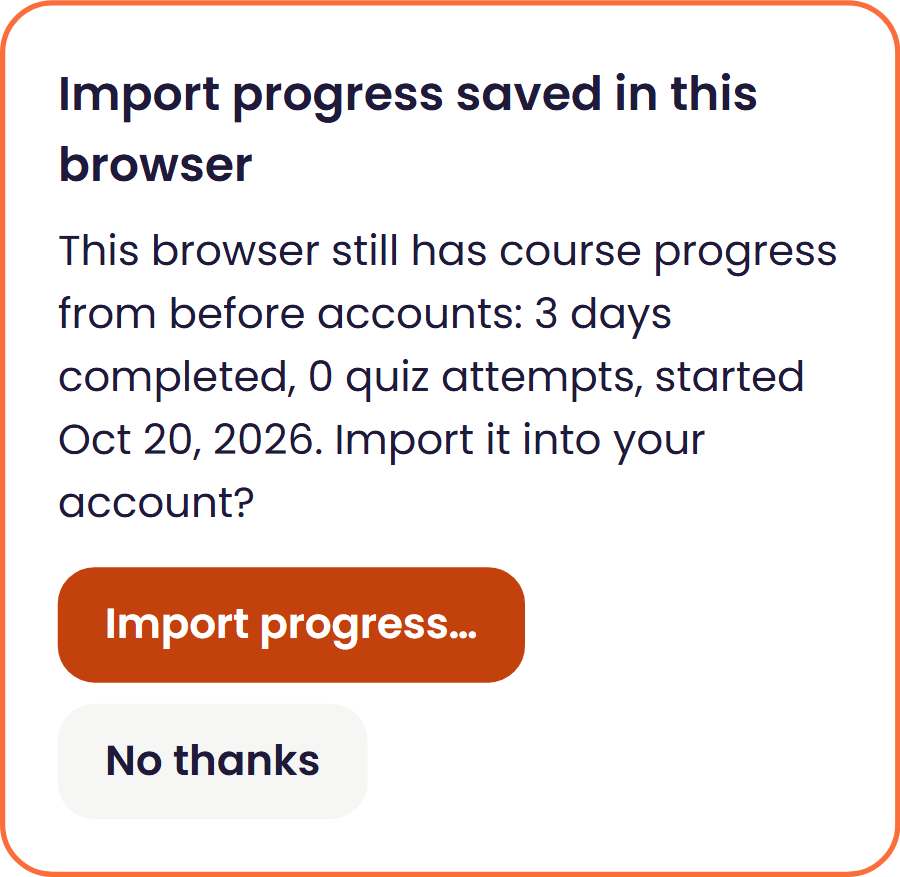 Import progress saved in this
browser
This browser still has course progress
from before accounts: 3 days
completed, 0 quiz attempts, started
Oct 20, 2026. Import it into your
account?
Import progress…
No thanks